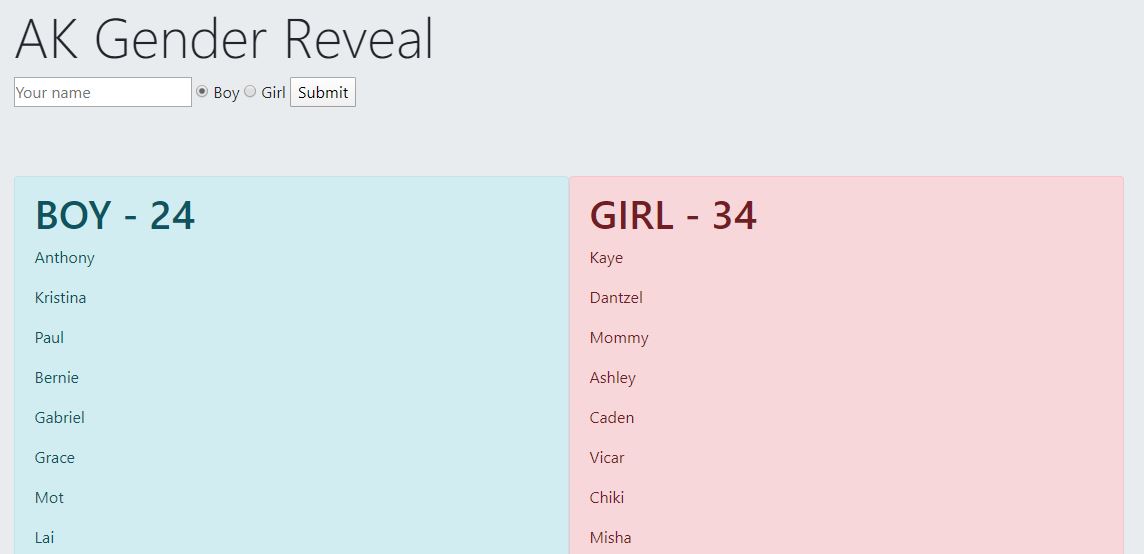 AK Gender Reveal
Your name Boy Girl Submit
BOY - 24
Anthony
Kristina
Paul
Bernie
Gabriel
Grace
Mot
Lai
GIRL - 34
Kaye
Dantzel
Mommy
Ashley
Caden
Vicar
Chiki
Misha